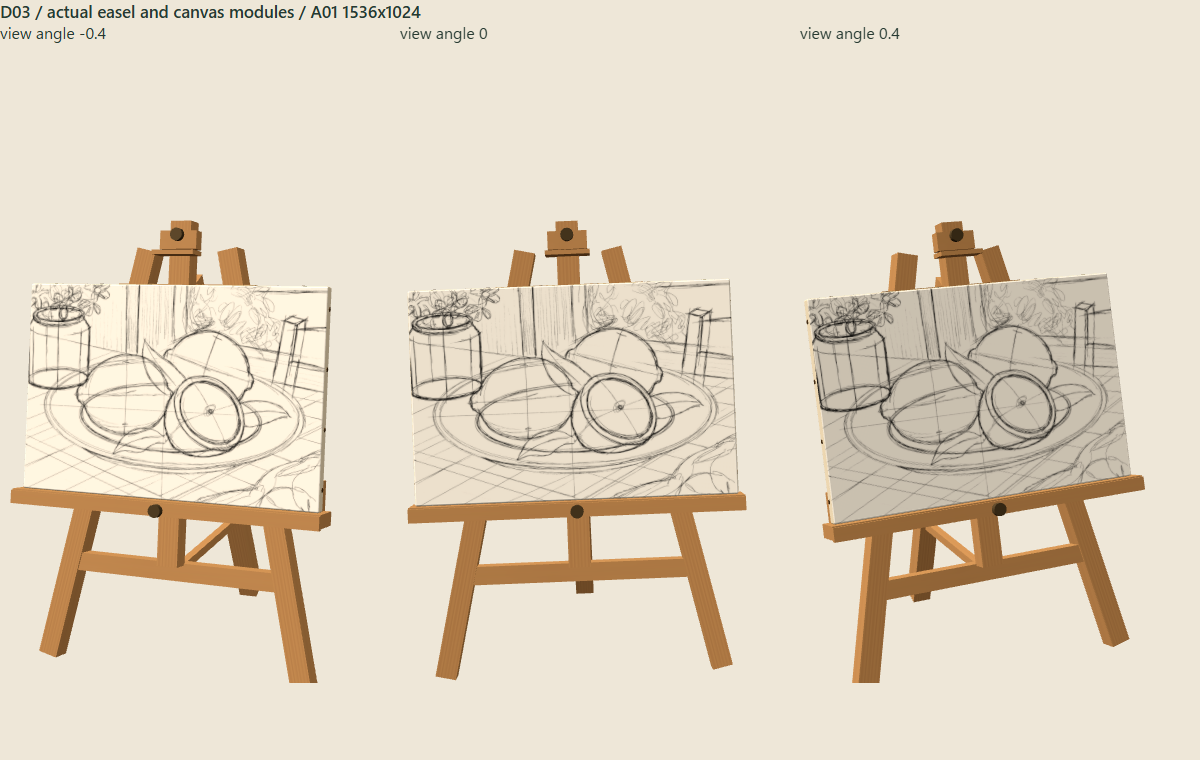 D03 / actual easel and canvas modules / A01 1536x1024
view angle -0.4
view angle 0
view angle 0.4